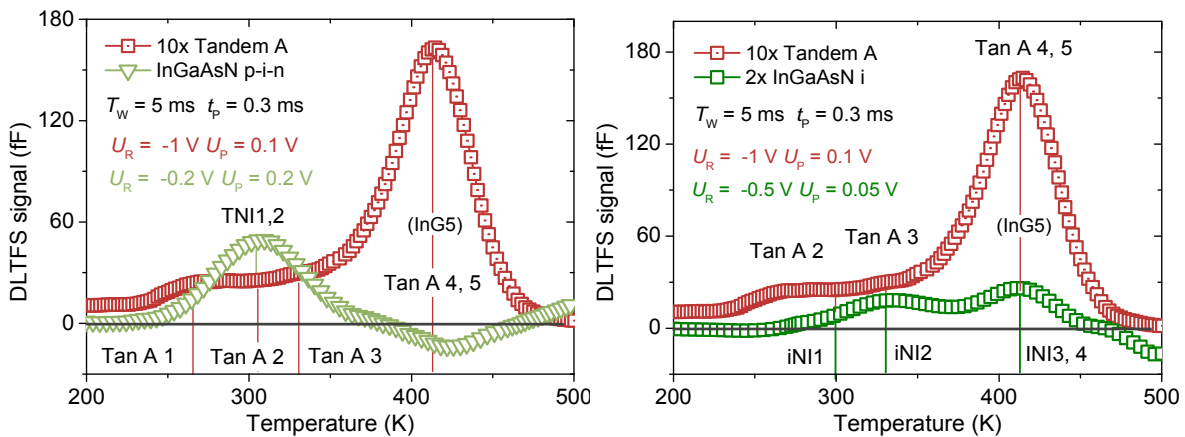 180
120
60
0
DLTFS signal (fF)
10x Tandem A
InGaAsN p-i-n
T_W = 5 ms t_P = 0.3 ms
U_R = -1 V U_P = 0.1 V
U_R = -0.2 V U_P = 0.2 V
TNI1,2
(InG5)
Tan A 4, 5
Tan A 1
Tan A 2
Tan A 3
200
300
400
500
Temperature (K)
180
120
60
0
DLTFS signal (fF)
10x Tandem A
2x InGaAsN i
Tan A 4, 5
T_W = 5 ms t_P = 0.3 ms
U_R = -1 V U_P = 0.1 V
U_R = -0.5 V U_P = 0.05 V
(InG5)
Tan A 3
Tan A 2
iNI1
iNI2
INI3, 4
200
300
400
500
Temperature (K)